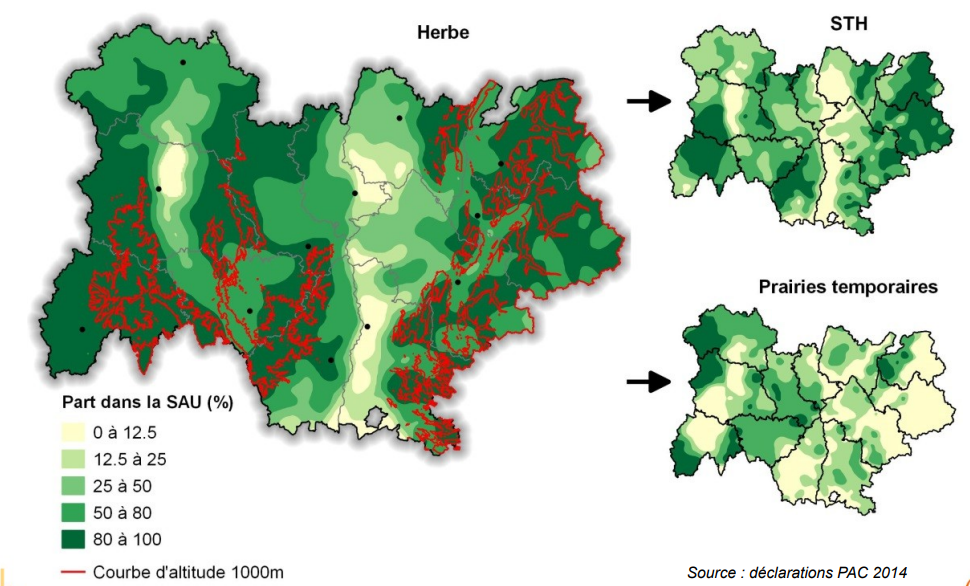 Herbe
STH
Prairies temporaires
Part dans la SAU (%)
0 à 12.5
12.5 à 25
25 à 50
50 à 80
80 à 100
Courbe d'altitude 1000m
Source : déclarations PAC 2014